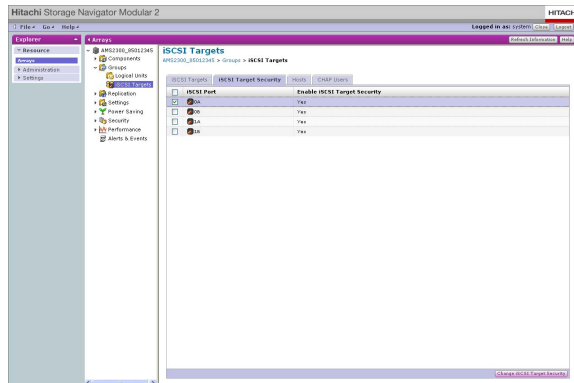 Hitachi Storage Navigator Modular 2
HITACH
File Go Help
Logged in as: system Close Logout
Explorer
Arrays
Refresh Information Help
Resource
Arrays
Administration
Settings
AMS2300_85012345
Components
Groups
Logical Units
iSCSI Targets
Replication
Settings
Power Saving
Security
Performance
Alerts & Events
iSCSI Targets
AMS2300_85012345 > Groups > iSCSI Targets
iSCSI Targets iSCSI Target Security Hosts CHAP Users
iSCSI Port Enable iSCSI Target Security
0A Yes
0B Yes
1A Yes
1B Yes
Change iSCSI Target Security